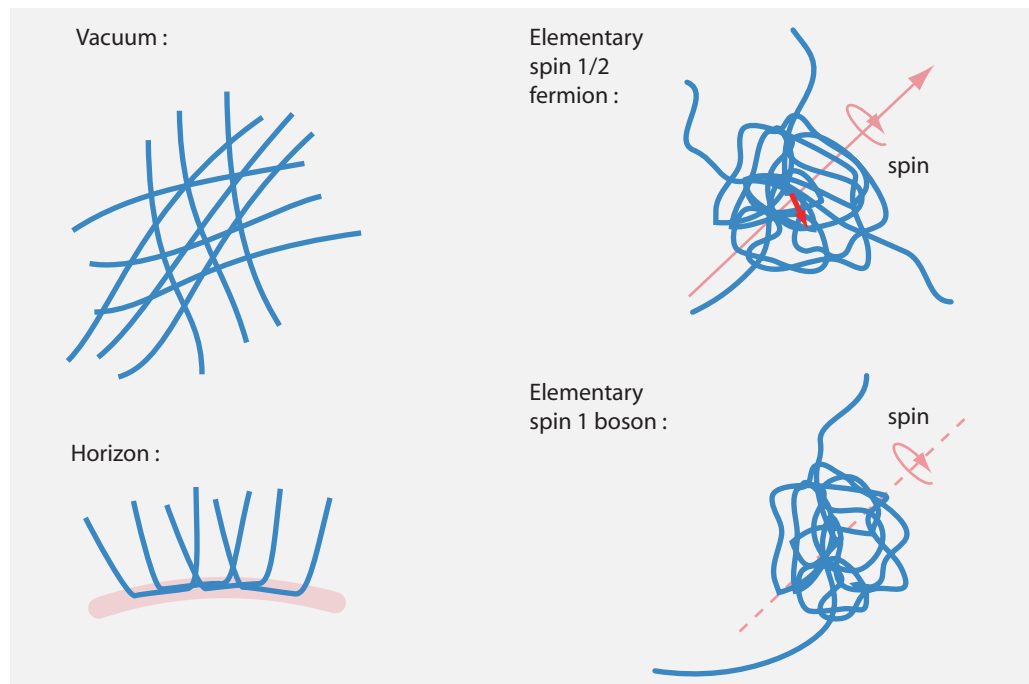 Vacuum :
Elementary
spin 1/2
fermion :
spin
Horizon :
Elementary
spin 1 boson :
spin